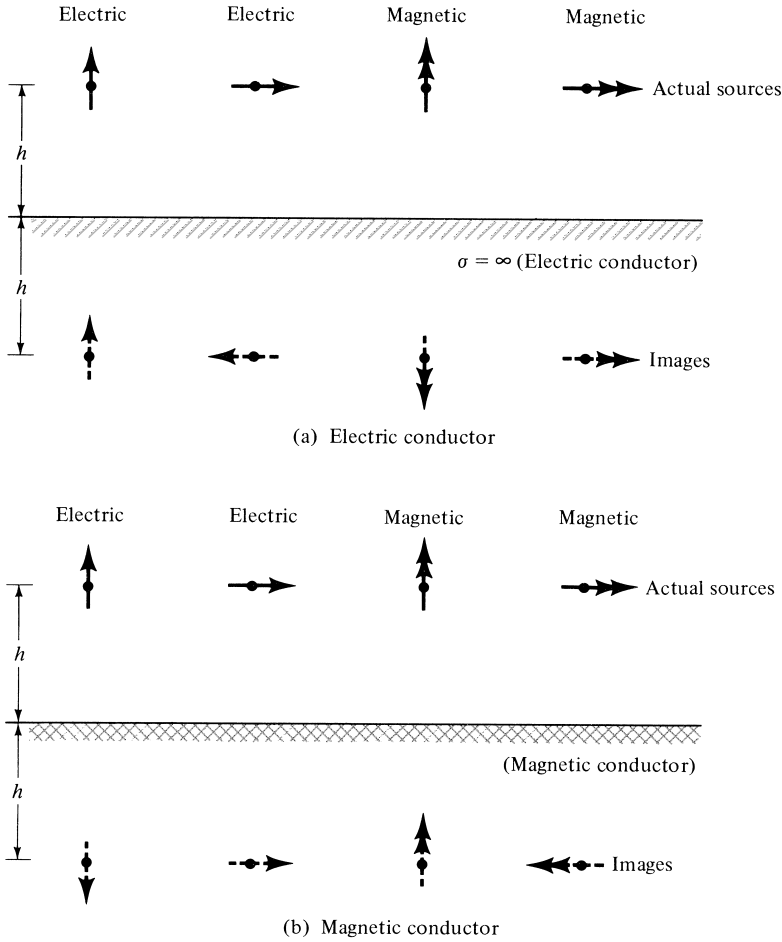 Electric Electric Magnetic Magnetic
Actual sources
h
σ = ∞ (Electric conductor)
h
Images
(a) Electric conductor
Electric Electric Magnetic Magnetic
Actual sources
h
(Magnetic conductor)
h
Images
(b) Magnetic conductor